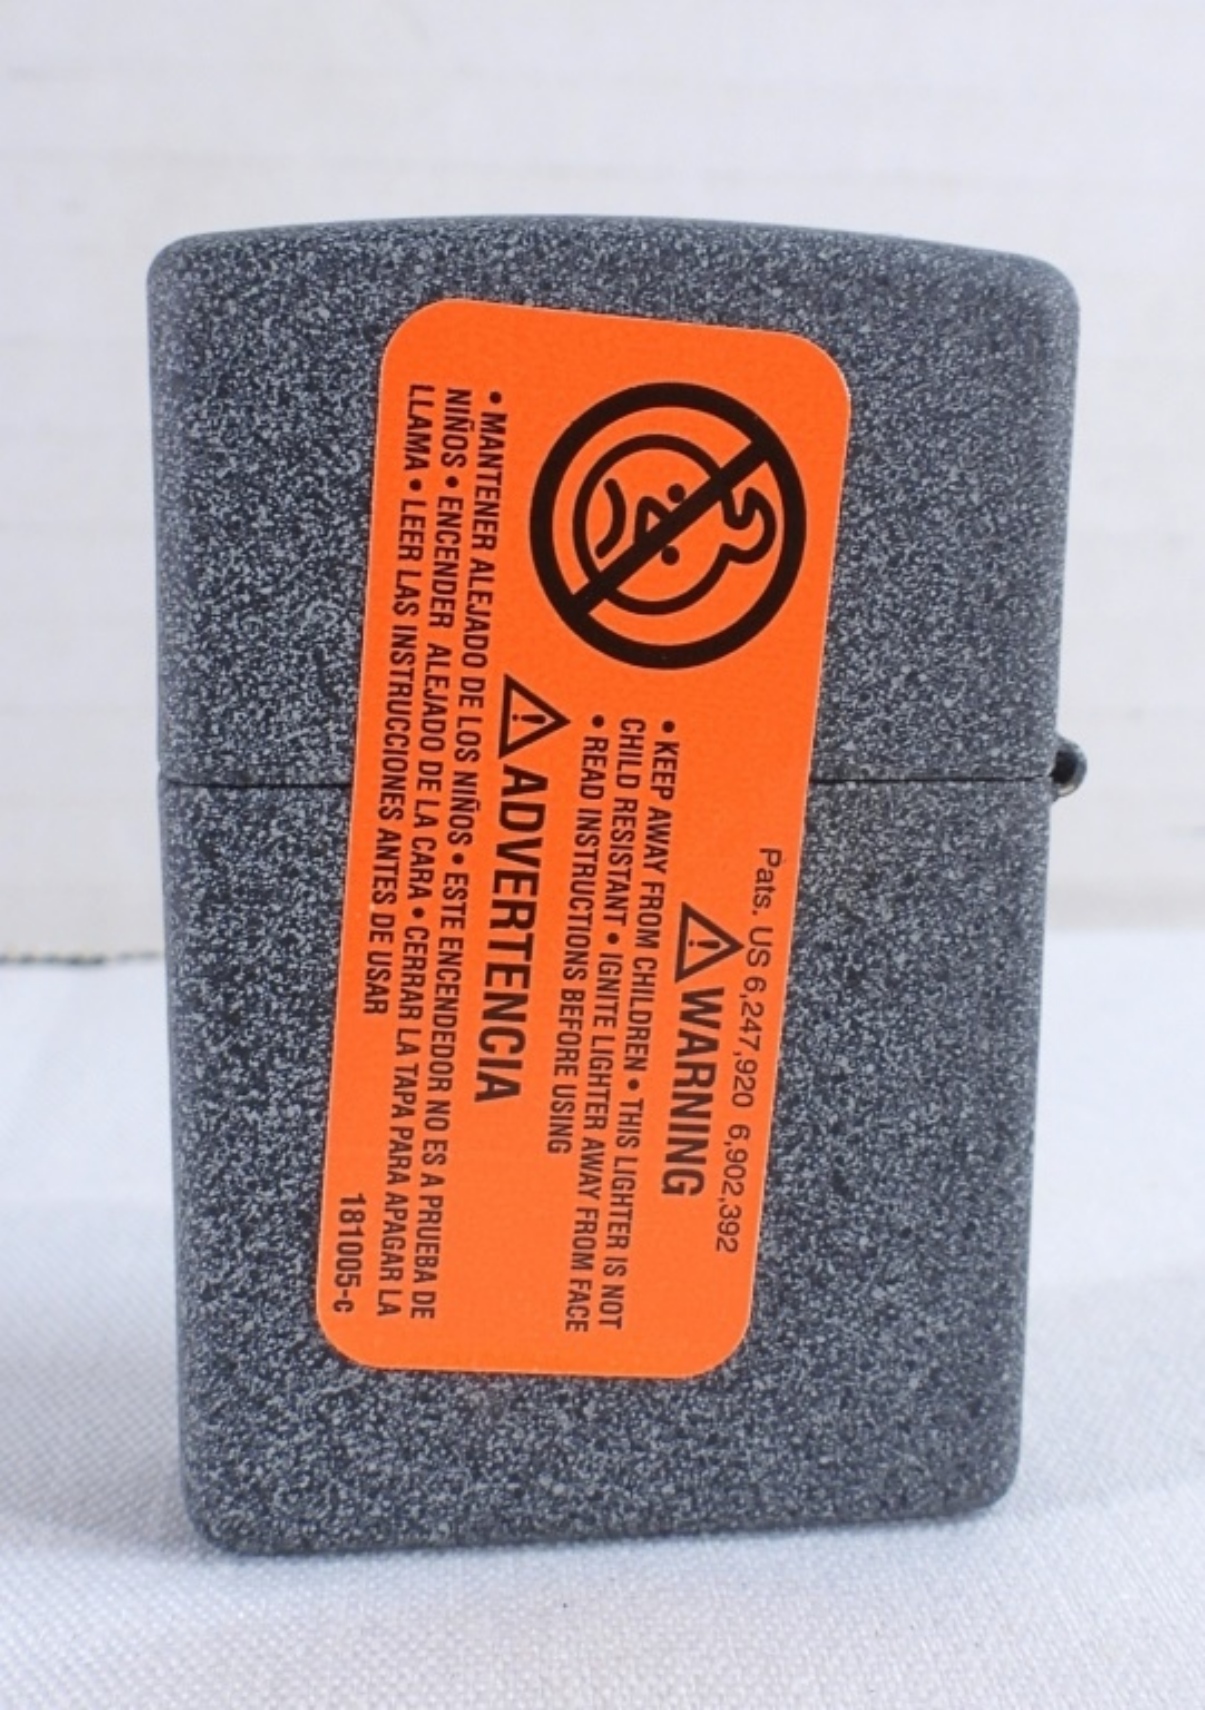 Pats. US 6,247,920 6,902,392
⚠ WARNING
• KEEP AWAY FROM CHILDREN • THIS LIGHTER IS NOT
CHILD RESISTANT • IGNITE LIGHTER AWAY FROM FACE
• READ INSTRUCTIONS BEFORE USING
⚠ ADVERTENCIA
• MANTENER ALEJADO DE LOS NIÑOS • ESTE ENCENDEDOR NO ES A PRUEBA DE
NIÑOS • ENCENDER ALEJADO DE LA CARA • CERRAR LA TAPA PARA APAGAR LA
LLAMA • LEER LAS INSTRUCCIONES ANTES DE USAR
181005-c